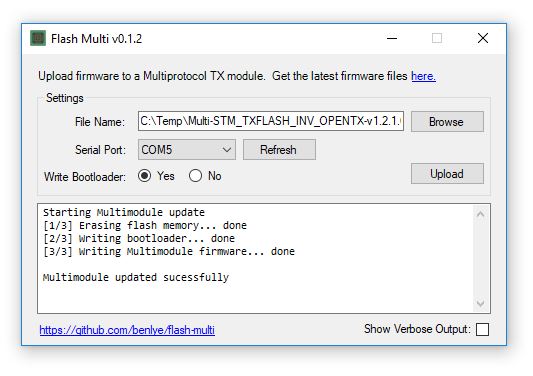 Flash Multi v0.1.2
Upload firmware to a Multiprotocol TX module. Get the latest firmware files here.
Settings
File Name: C:\Temp\Multi-STM_TXFLASH_INV_OPENTX-v1.2.1. Browse
Serial Port: COM5 Refresh
Write Bootloader: Yes No Upload
Starting Multimodule update
[1/3] Erasing flash memory... done
[2/3] Writing bootloader... done
[3/3] Writing Multimodule firmware... done
Multimodule updated sucessfully
https://github.com/benlye/flash-multi Show Verbose Output: